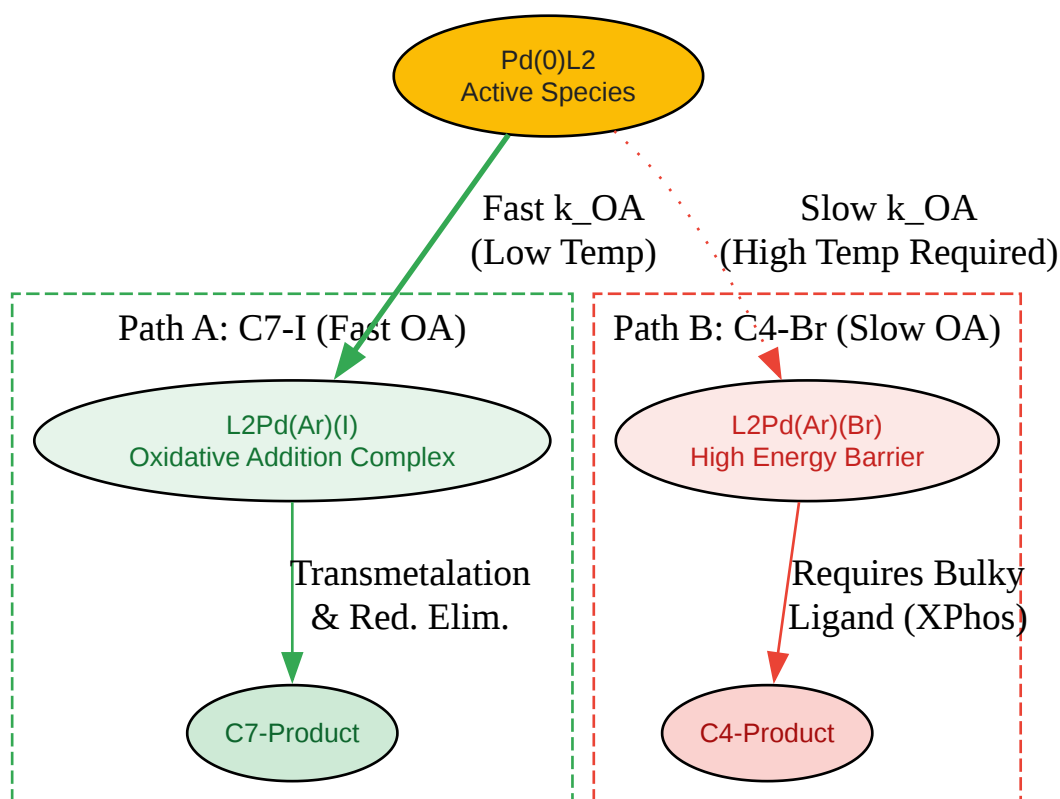 Pd(0)L2
Active Species
Fast k_OA
(Low Temp)
Slow k_OA
(High Temp Required)
Path A: C7-I (Fast OA)
Path B: C4-Br (Slow OA)
L2Pd(Ar)(I)
Oxidative Addition Complex
L2Pd(Ar)(Br)
High Energy Barrier
Transmetalation
& Red. Elim.
Requires Bulky
Ligand (XPhos)
C7-Product
C4-Product